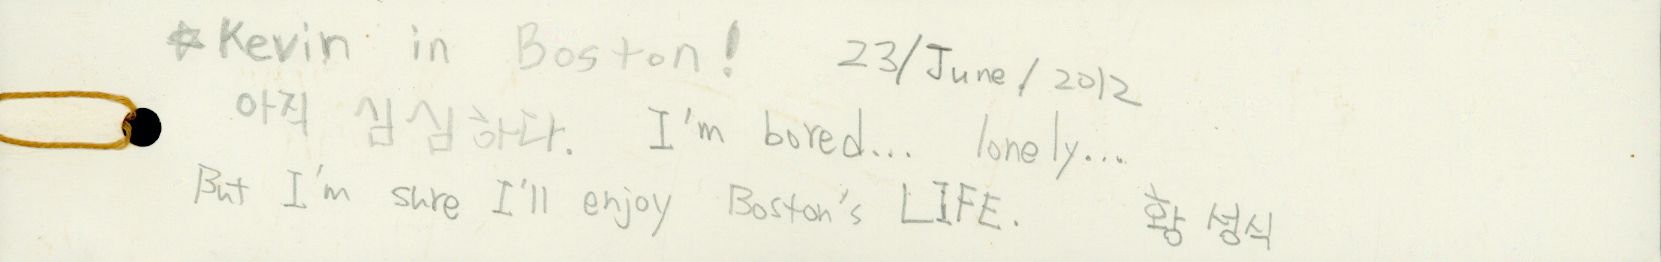 ☆Kevin in Boston! 23/June/2012
아직 심심하다. I'm bored... lonely...
But I'm sure I'll enjoy Boston's LIFE. 황성식